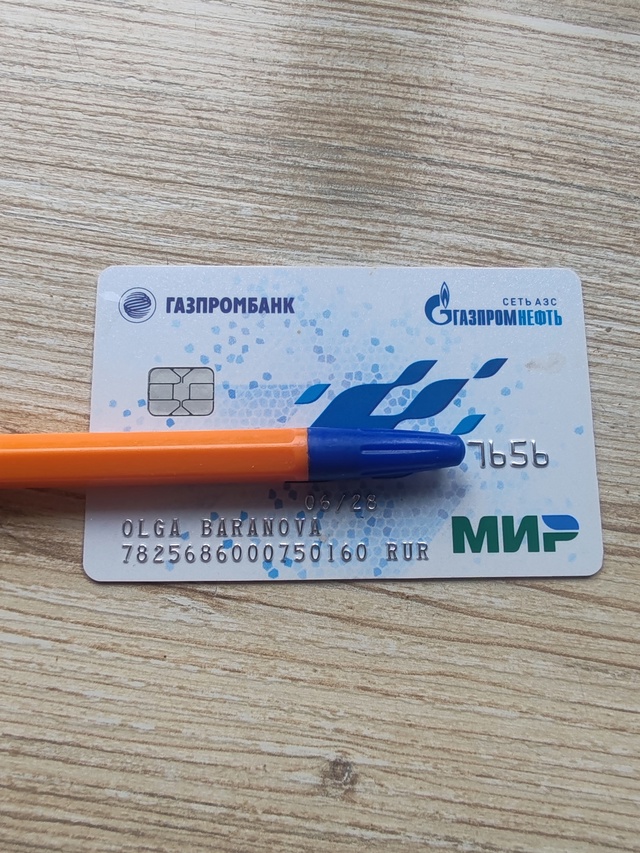 ГАЗПРОМБАНК
СЕТЬ АЗС
ГАЗПРОМНЕФТЬ
7656
06/28
OLGA BARANOVA
7825686000750160 RUR
МИР